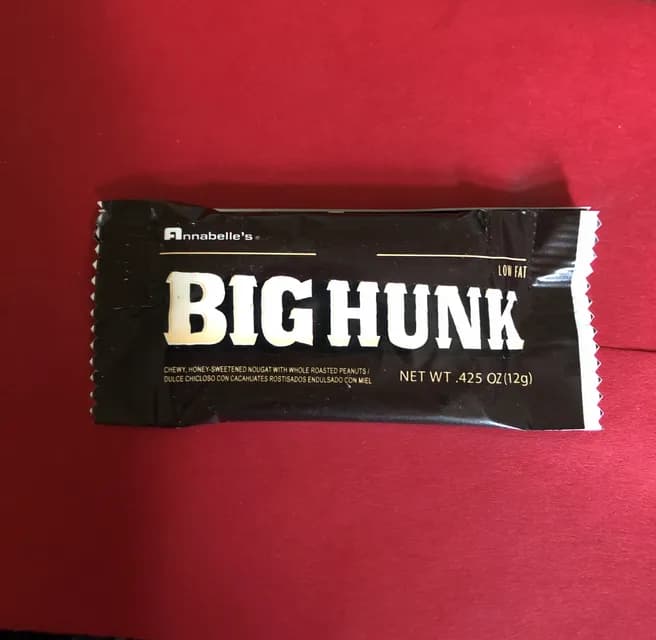 Annabelle's
LOW FAT
BIG HUNK
CHEWY, HONEY-SWEETENED NOUGAT WITH WHOLE ROASTED PEANUTS /
DULCE CHICLOSO CON CACAHUATES ROSTISADOS ENDULSADO CON MIEL
NET WT .425 OZ (12g)